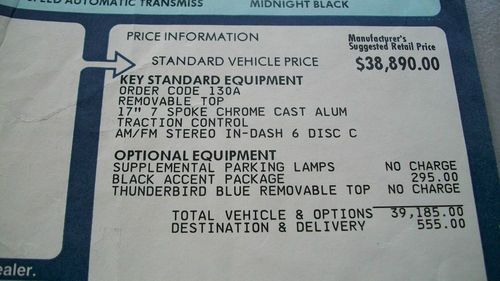 SPEED AUTOMATIC TRANSMISS
MIDNIGHT BLACK
PRICE INFORMATION
Manufacturer's
Suggested Retail Price
STANDARD VEHICLE PRICE $38,890.00
KEY STANDARD EQUIPMENT
ORDER CODE 130A
REMOVABLE TOP
17" 7 SPOKE CHROME CAST ALUM
TRACTION CONTROL
AM/FM STEREO IN-DASH 6 DISC C
OPTIONAL EQUIPMENT
SUPPLEMENTAL PARKING LAMPS NO CHARGE
BLACK ACCENT PACKAGE 295.00
THUNDERBIRD BLUE REMOVABLE TOP NO CHARGE
TOTAL VEHICLE & OPTIONS 39,185.00
DESTINATION & DELIVERY 555.00
ealer.